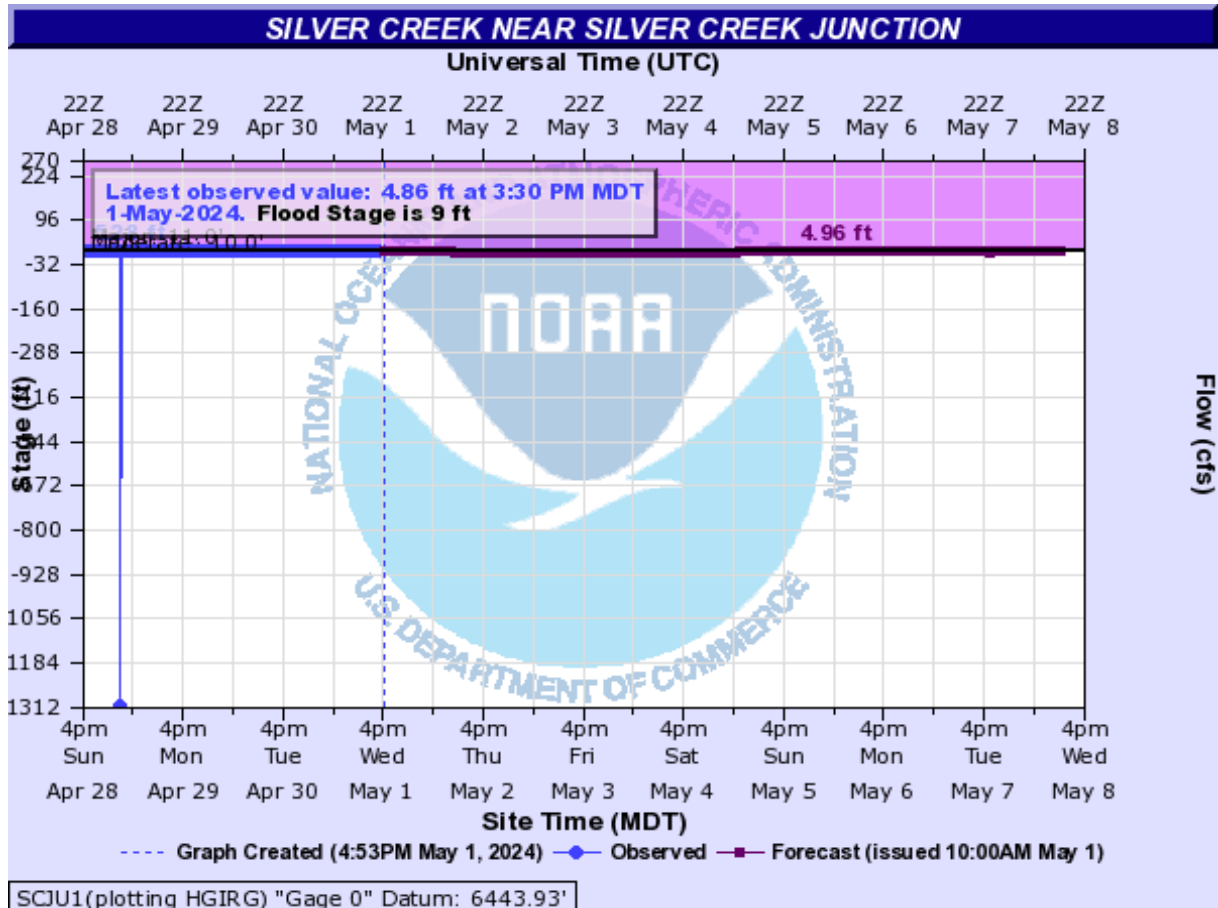 SILVER CREEK NEAR SILVER CREEK JUNCTION
Universal Time (UTC)
22Z 22Z 22Z 22Z 22Z 22Z 22Z 22Z 22Z 22Z 22Z
Apr 28 Apr 29 Apr 30 May 1 May 2 May 3 May 4 May 5 May 6 May 7 May 8
270
224
Latest observed value: 4.86 ft at 3:30 PM MDT
1-May-2024. Flood Stage is 9 ft
96
4.96 ft
-32
-160
-288
-800
-928
1056
1184
1312
Stage (ft)
Flow (cfs)
NOAA
NATIONAL OCEANIC AND ATMOSPHERIC ADMINISTRATION
U.S. DEPARTMENT OF COMMERCE
4pm 4pm 4pm 4pm 4pm 4pm 4pm 4pm 4pm 4pm 4pm
Sun Mon Tue Wed Thu Fri Sat Sun Mon Tue Wed
Apr 28 Apr 29 Apr 30 May 1 May 2 May 3 May 4 May 5 May 6 May 7 May 8
Site Time (MDT)
Graph Created (4:53PM May 1, 2024) Observed Forecast (issued 10:00AM May 1)
SCJU1(plotting HGIRG) "Gage 0" Datum: 6443.93'